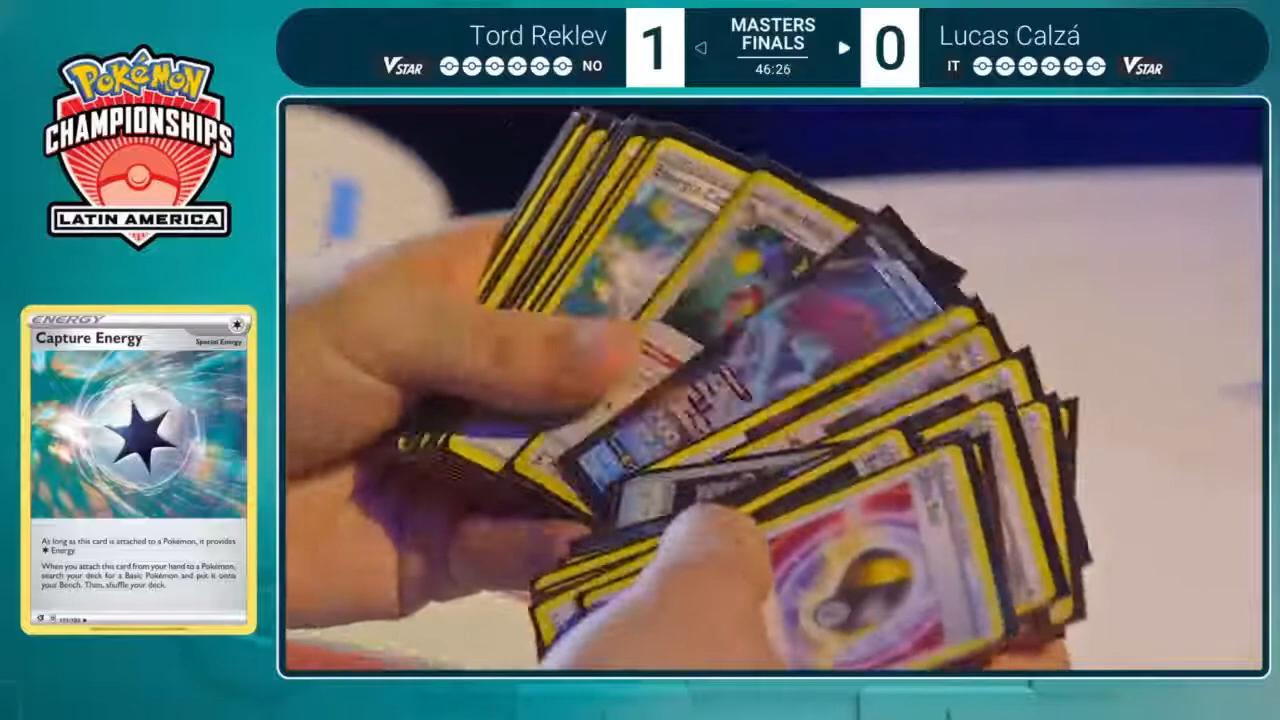 Tord Reklev
VSTAR
NO
1
MASTERS
FINALS
46:26
0
Lucas Calzá
IT
VSTAR
Pokémon
CHAMPIONSHIPS
LATIN AMERICA
ENERGY
Capture Energy
Special Energy
As long as this card is attached to a Pokémon, it provides
Energy.
When you attach this card from your hand to a Pokémon,
search your deck for a Basic Pokémon and put it onto
your Bench. Then, shuffle your deck.